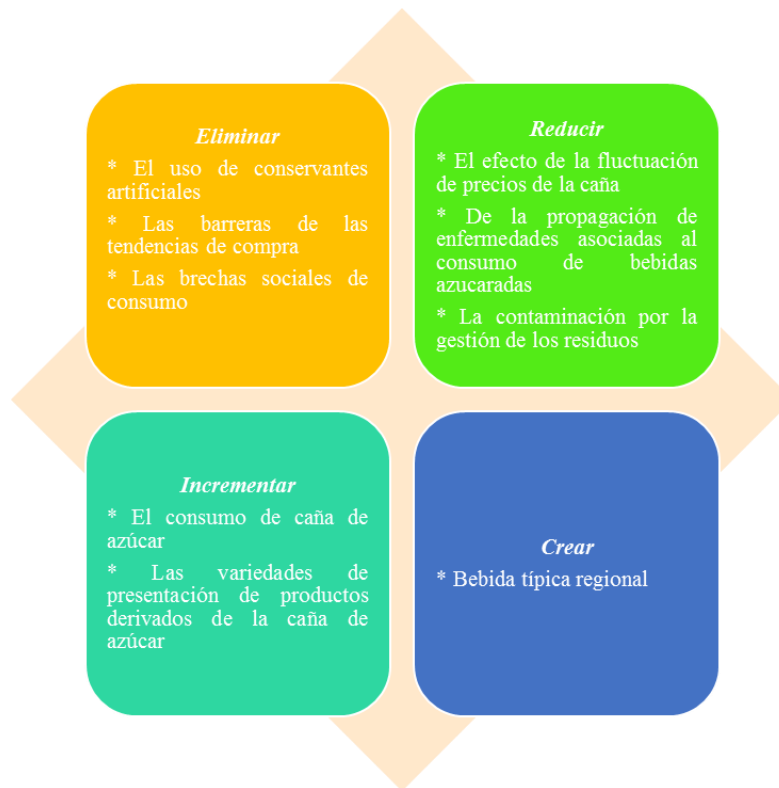 Eliminar
* El uso de conservantes
artificiales
* Las barreras de las
tendencias de compra
* Las brechas sociales de
consumo
Reducir
* El efecto de la fluctuación
de precios de la caña
* De la propagación de
enfermedades asociadas al
consumo de bebidas
azucaradas
* La contaminación por la
gestión de los residuos
Incrementar
* El consumo de caña de
azúcar
* Las variedades de
presentación de productos
derivados de la caña de
azúcar
Crear
* Bebida típica regional